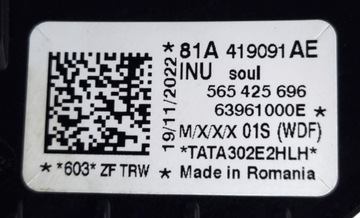 *81A 419091 AE
INU soul
565 425 696
63961000E *
M/X/X/X 01S (WDF)
*TATA302E2HLH*
* Made in Romania
*19/11/2022*
* *603* ZF TRW